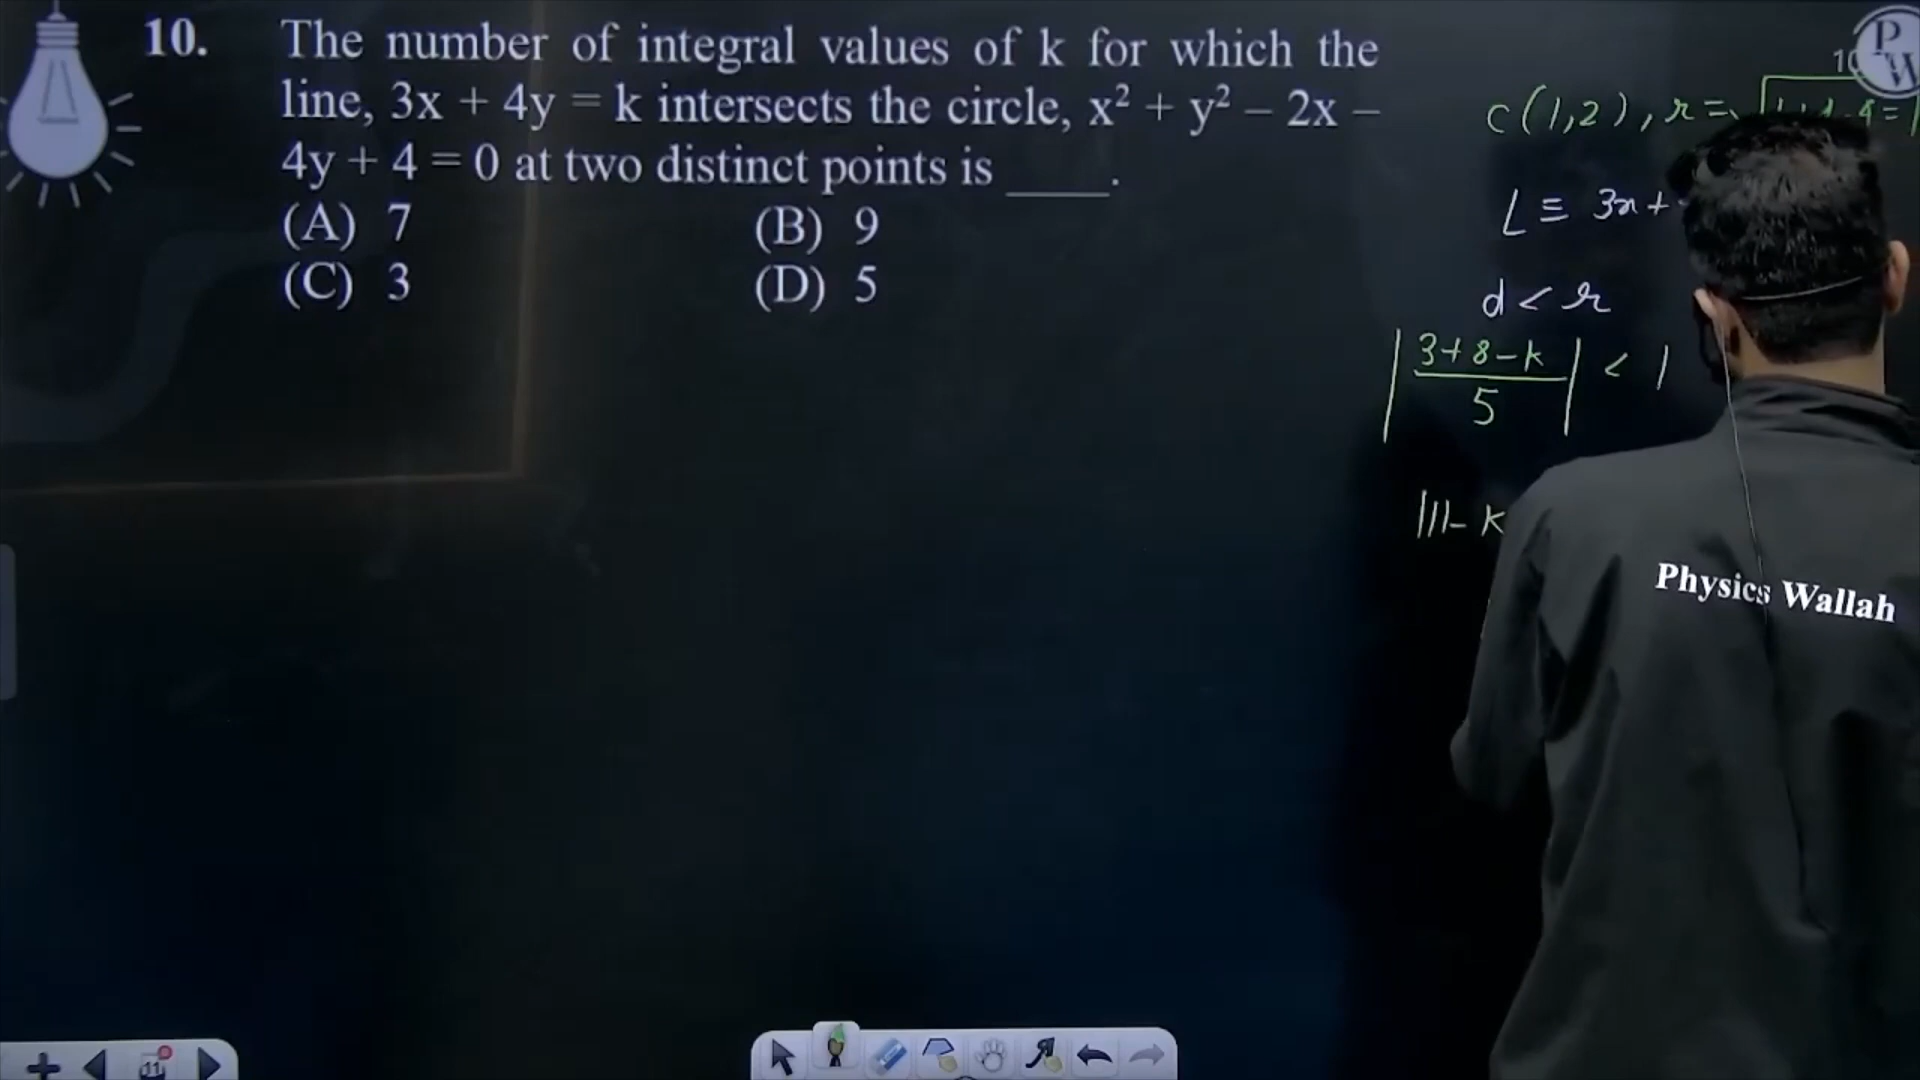 10. The number of integral values of k for which the
line, 3x + 4y = k intersects the circle, x² + y² – 2x –
4y + 4 = 0 at two distinct points is ____.
(A) 7 (B) 9
(C) 3 (D) 5
PW
c(1,2), r =
L ≡ 3x +
d < r
|3+8-k / 5| < 1
|11- k
Physics Wallah
11